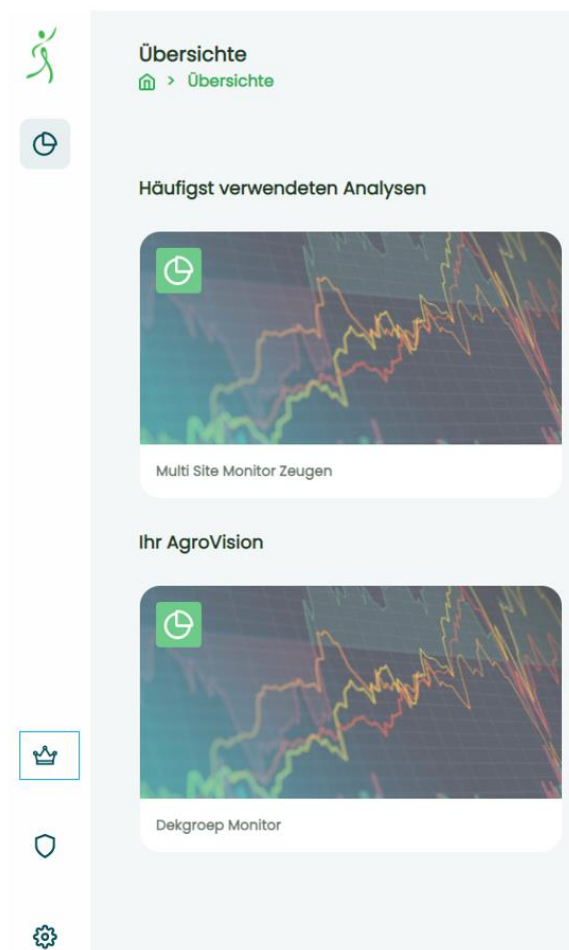 Übersichte
> Übersichte
Häufigst verwendeten Analysen
Multi Site Monitor Zeugen
Ihr AgroVision
Dekgroep Monitor